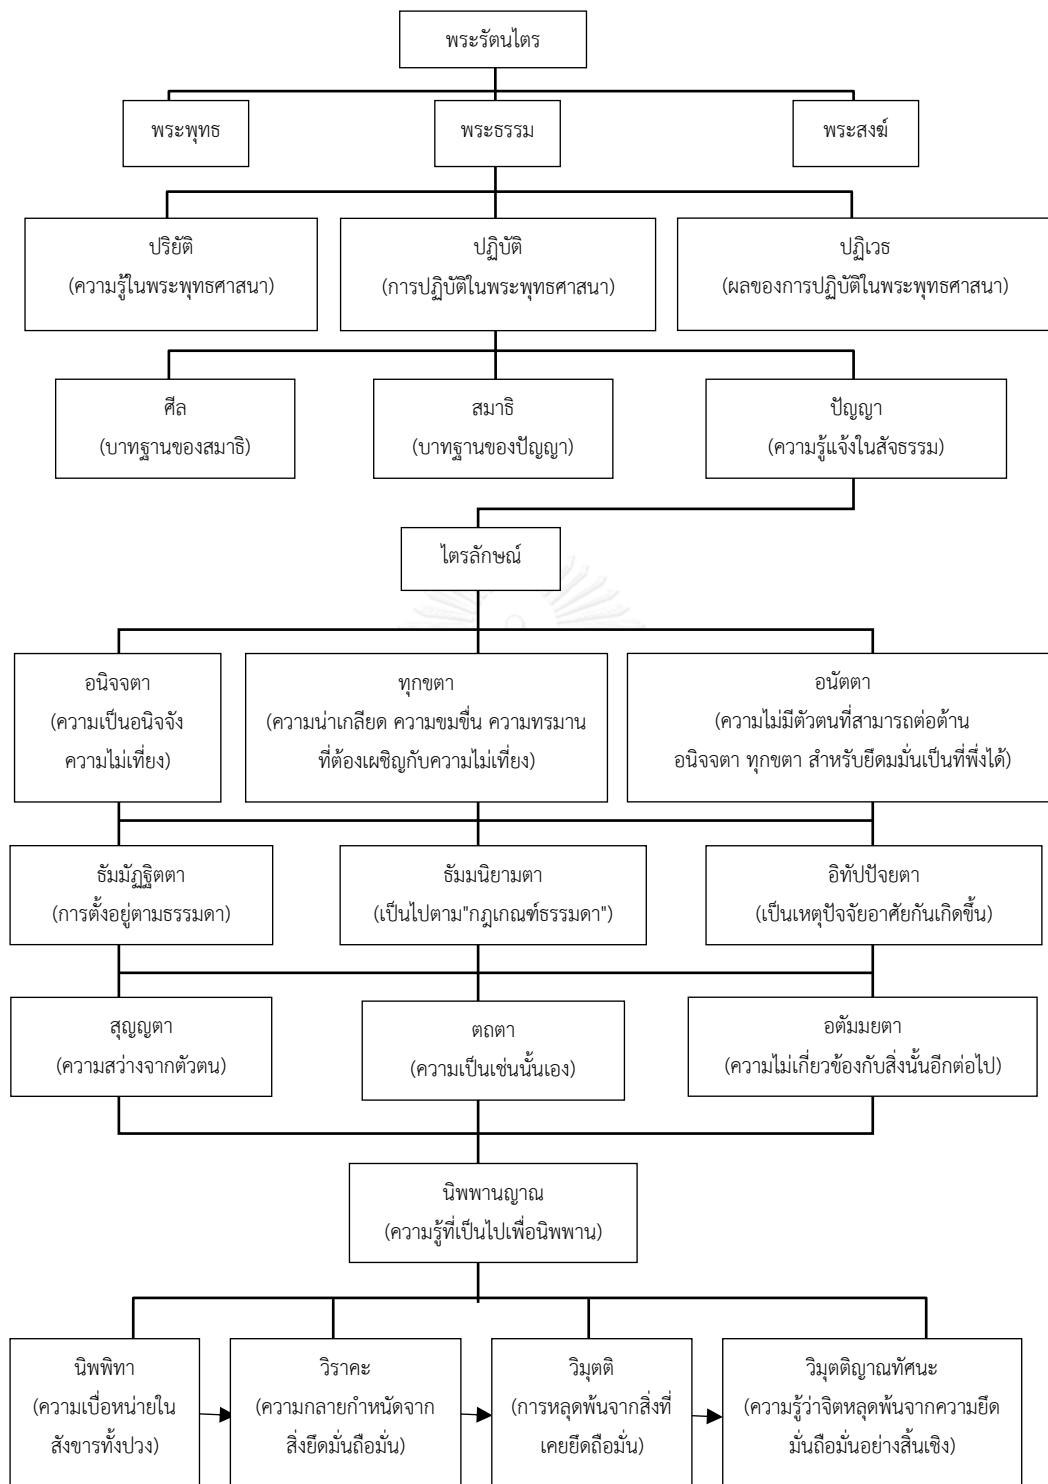 พระรัตนไตร
พระพุทธ
พระธรรม
พระสงฆ์
ปริยัติ
(ความรู้ในพระพุทธศาสนา)
ปฏิบัติ
(การปฏิบัติในพระพุทธศาสนา)
ปฏิเวธ
(ผลของการปฏิบัติในพระพุทธศาสนา)
ศีล
(บาทฐานของสมาธิ)
สมาธิ
(บาทฐานของปัญญา)
ปัญญา
(ความรู้แจ้งในสัจธรรม)
ไตรลักษณ์
อนิจจตา
(ความเป็นอนิจจัง
ความไม่เที่ยง)
ทุกขตา
(ความน่าเกลียด ความขมขื่น ความทรมาน
ที่ต้องเผชิญกับความไม่เที่ยง)
อนัตตา
(ความไม่มีตัวตนที่สามารถต่อต้าน
อนิจจตา ทุกขตา สำหรับยึดมมั่นเป็นที่พึ่งได้)
ธัมมัฏฐิตตา
(การตั้งอยู่ตามธรรมดา)
ธัมมนิยามตา
(เป็นไปตาม"กฎเกณฑ์ธรรมดา")
อิทัปปัจยตา
(เป็นเหตุปัจจัยอาศัยกันเกิดขึ้น)
สุญญตา
(ความสว่างจากตัวตน)
ตถตา
(ความเป็นเช่นนั้นเอง)
อตัมมยตา
(ความไม่เกี่ยวข้องกับสิ่งนั้นอีกต่อไป)
นิพพานญาณ
(ความรู้ที่เป็นไปเพื่อนิพพาน)
นิพพิทา
(ความเบื่อหน่ายใน
สังขารทั้งปวง)
วิราคะ
(ความกลายกำหนัดจาก
สิ่งยึดมั่นถือมั่น)
วิมุตติ
(การหลุดพ้นจากสิ่งที่
เคยยึดถือมั่น)
วิมุตติญาณทัศนะ
(ความรู้ว่าจิตหลุดพ้นจากความยึด
มั่นถือมั่นอย่างสิ้นเชิง)